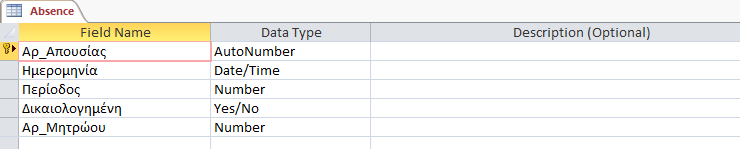 Absence
Field Name Data Type Description (Optional)
Αρ_Απουσίας AutoNumber
Ημερομηνία Date/Time
Περίοδος Number
Δικαιολογημένη Yes/No
Αρ_Μητρώου Number